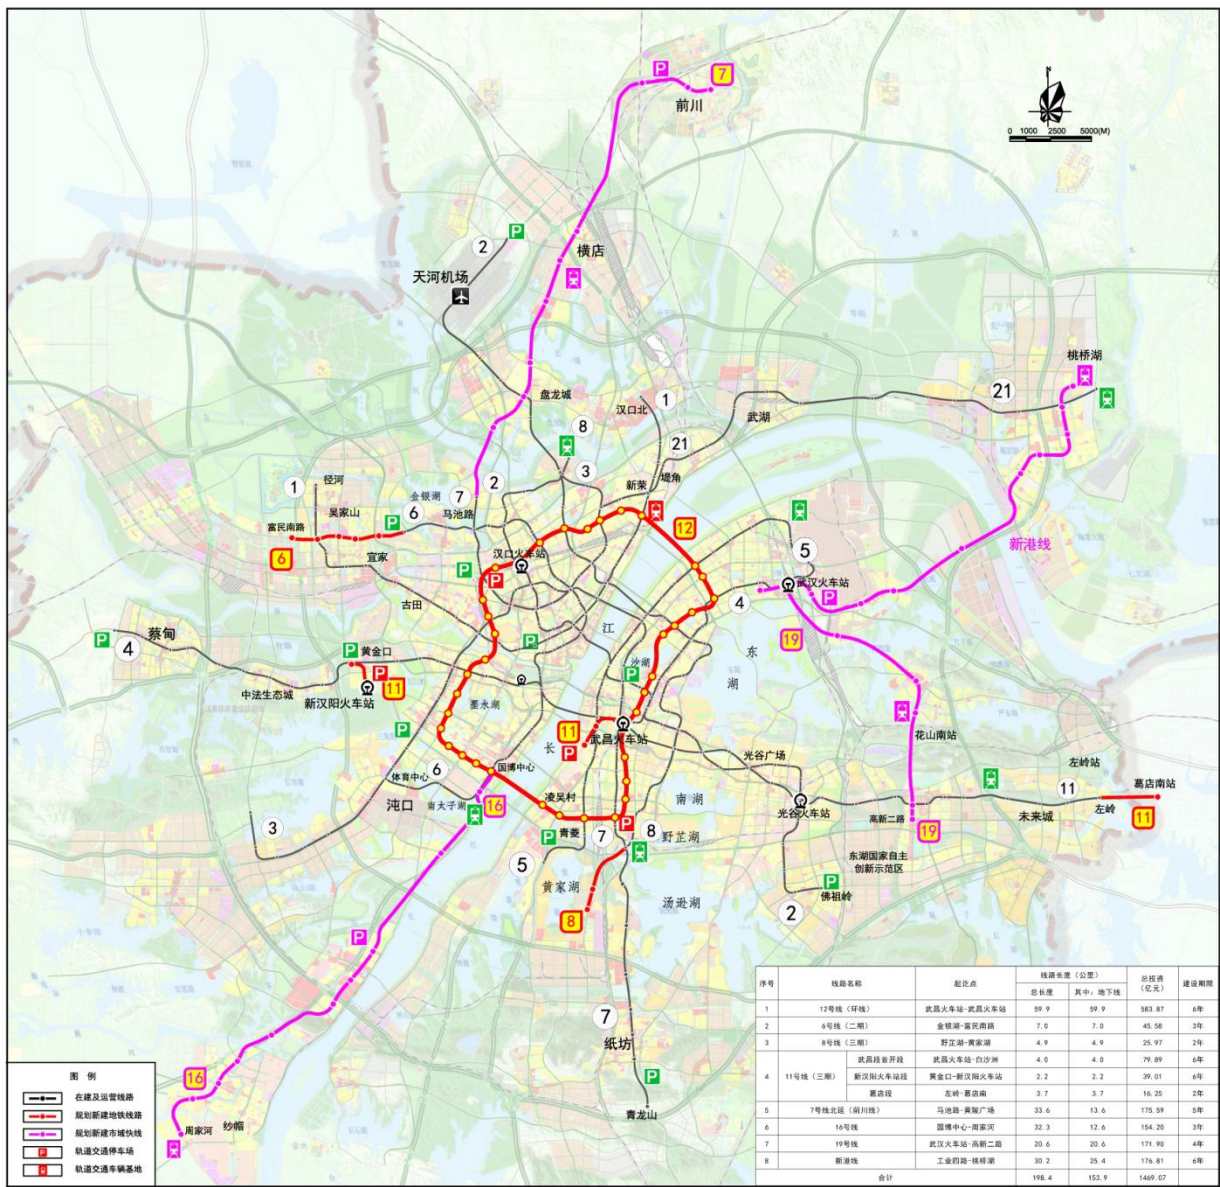 N
0 1000 2500 5000(M)
7
前川
2
横店
天河机场
桃桥湖
21
盘龙城
1
汉口北
武湖
8
21
3
堤角
新荣
径河
1
吴家山
金银湖
7
2
马池路
6
富民南路
6
12
新港线
宜家
汉口火车站
5
武汉火车站
古田
4
江
19
东
湖
沙湖
蔡甸
4
黄金口
11
中法生态城
新汉阳火车站
墨水湖
11
长
武昌火车站
花山南站
光谷广场
左岭站
国博中心
6
体育中心
沌口
南太子湖
16
凌吴村
南湖
光谷火车站
11
葛店南站
左岭
11
高新二路
19
未来城
3
青菱
7
8
野芷湖
5
黄家湖
东湖国家自主
创新示范区
8
汤逊湖
2
佛祖岭
7
纸坊
青龙山
16
周家河
纱帽
图 例
在建及运营线路
规划新建地铁线路
规划新建市域快线
轨道交通停车场
轨道交通车辆基地
序号 线路名称 起讫点 线路长度（公里） 总投资（亿元） 建设期限
总长度 其中：地下线
1 12号线（环线） 武昌火车站-武昌火车站 59.9 59.9 583.87 6年
2 6号线（二期） 金银湖-富民南路 7.0 7.0 45.58 3年
3 8号线（三期） 野芷湖-黄家湖 4.9 4.9 25.97 2年
4 11号线（三期） 武昌段首开段 武昌火车站-白沙洲 4.0 4.0 79.89 6年
新汉阳火车站段 黄金口-新汉阳火车站 2.2 2.2 39.01 6年
葛店段 左岭-葛店南 3.7 3.7 16.25 2年
5 7号线北延（前川线） 马池路-黄陂广场 33.6 13.6 175.59 5年
6 16号线 国博中心-周家河 32.3 12.6 154.20 3年
7 19号线 武汉火车站-高新二路 20.6 20.6 171.90 4年
8 新港线 工业四路-桃桥湖 30.2 25.4 176.81 6年
合计 198.4 153.9 1469.07